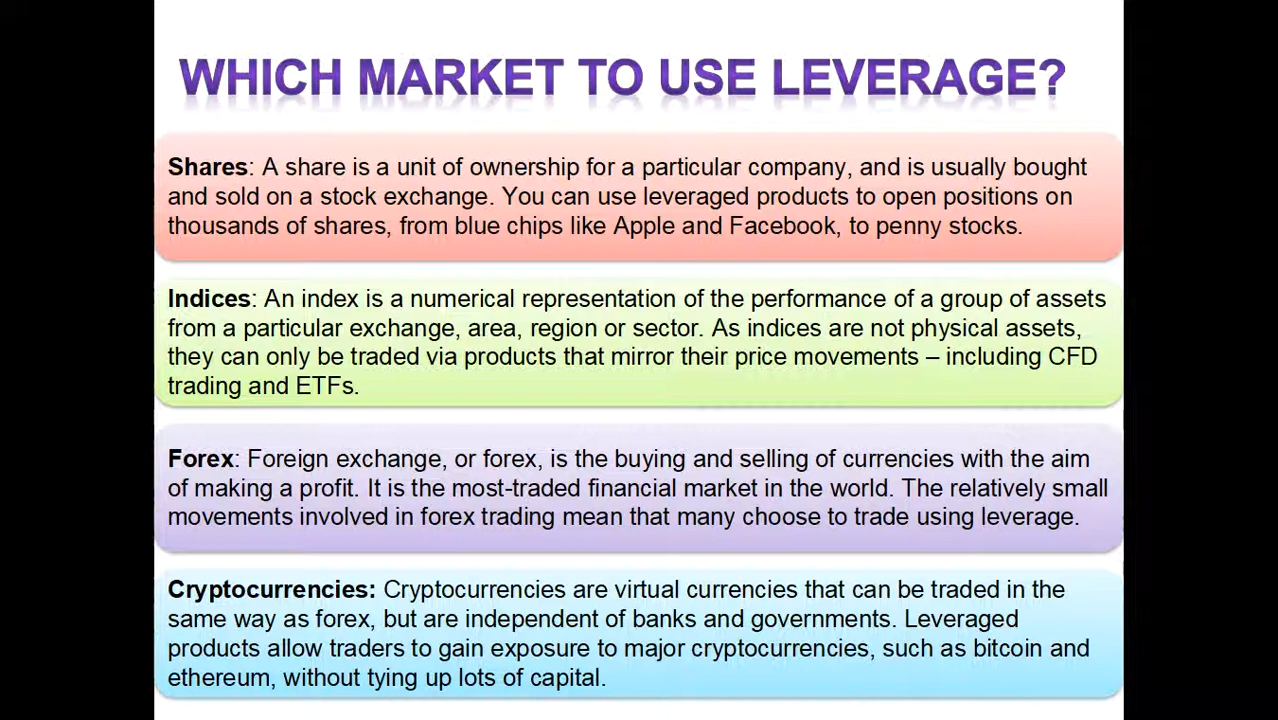 WHICH MARKET TO USE LEVERAGE?
Shares: A share is a unit of ownership for a particular company, and is usually bought
and sold on a stock exchange. You can use leveraged products to open positions on
thousands of shares, from blue chips like Apple and Facebook, to penny stocks.
Indices: An index is a numerical representation of the performance of a group of assets
from a particular exchange, area, region or sector. As indices are not physical assets,
they can only be traded via products that mirror their price movements – including CFD
trading and ETFs.
Forex: Foreign exchange, or forex, is the buying and selling of currencies with the aim
of making a profit. It is the most-traded financial market in the world. The relatively small
movements involved in forex trading mean that many choose to trade using leverage.
Cryptocurrencies: Cryptocurrencies are virtual currencies that can be traded in the
same way as forex, but are independent of banks and governments. Leveraged
products allow traders to gain exposure to major cryptocurrencies, such as bitcoin and
ethereum, without tying up lots of capital.